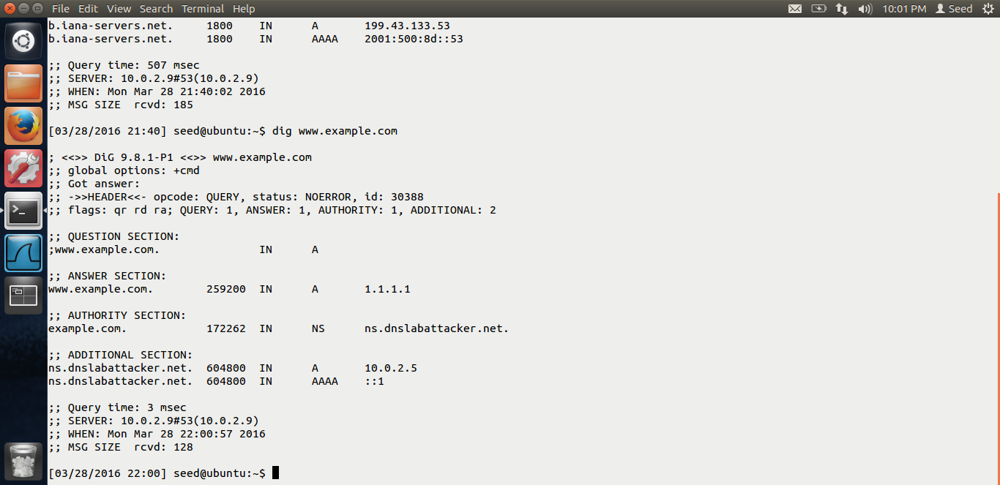 File Edit View Search Terminal Help 10:01 PM Seed
b.iana-servers.net. 1800 IN A 199.43.133.53
b.iana-servers.net. 1800 IN AAAA 2001:500:8d::53
;; Query time: 507 msec
;; SERVER: 10.0.2.9#53(10.0.2.9)
;; WHEN: Mon Mar 28 21:40:02 2016
;; MSG SIZE rcvd: 185
[03/28/2016 21:40] seed@ubuntu:~$ dig www.example.com
; <<>> DiG 9.8.1-P1 <<>> www.example.com
;; global options: +cmd
;; Got answer:
;; ->>HEADER<<- opcode: QUERY, status: NOERROR, id: 30388
;; flags: qr rd ra; QUERY: 1, ANSWER: 1, AUTHORITY: 1, ADDITIONAL: 2
;; QUESTION SECTION:
;www.example.com. IN A
;; ANSWER SECTION:
www.example.com. 259200 IN A 1.1.1.1
;; AUTHORITY SECTION:
example.com. 172262 IN NS ns.dnslabattacker.net.
;; ADDITIONAL SECTION:
ns.dnslabattacker.net. 604800 IN A 10.0.2.5
ns.dnslabattacker.net. 604800 IN AAAA ::1
;; Query time: 3 msec
;; SERVER: 10.0.2.9#53(10.0.2.9)
;; WHEN: Mon Mar 28 22:00:57 2016
;; MSG SIZE rcvd: 128
[03/28/2016 22:00] seed@ubuntu:~$